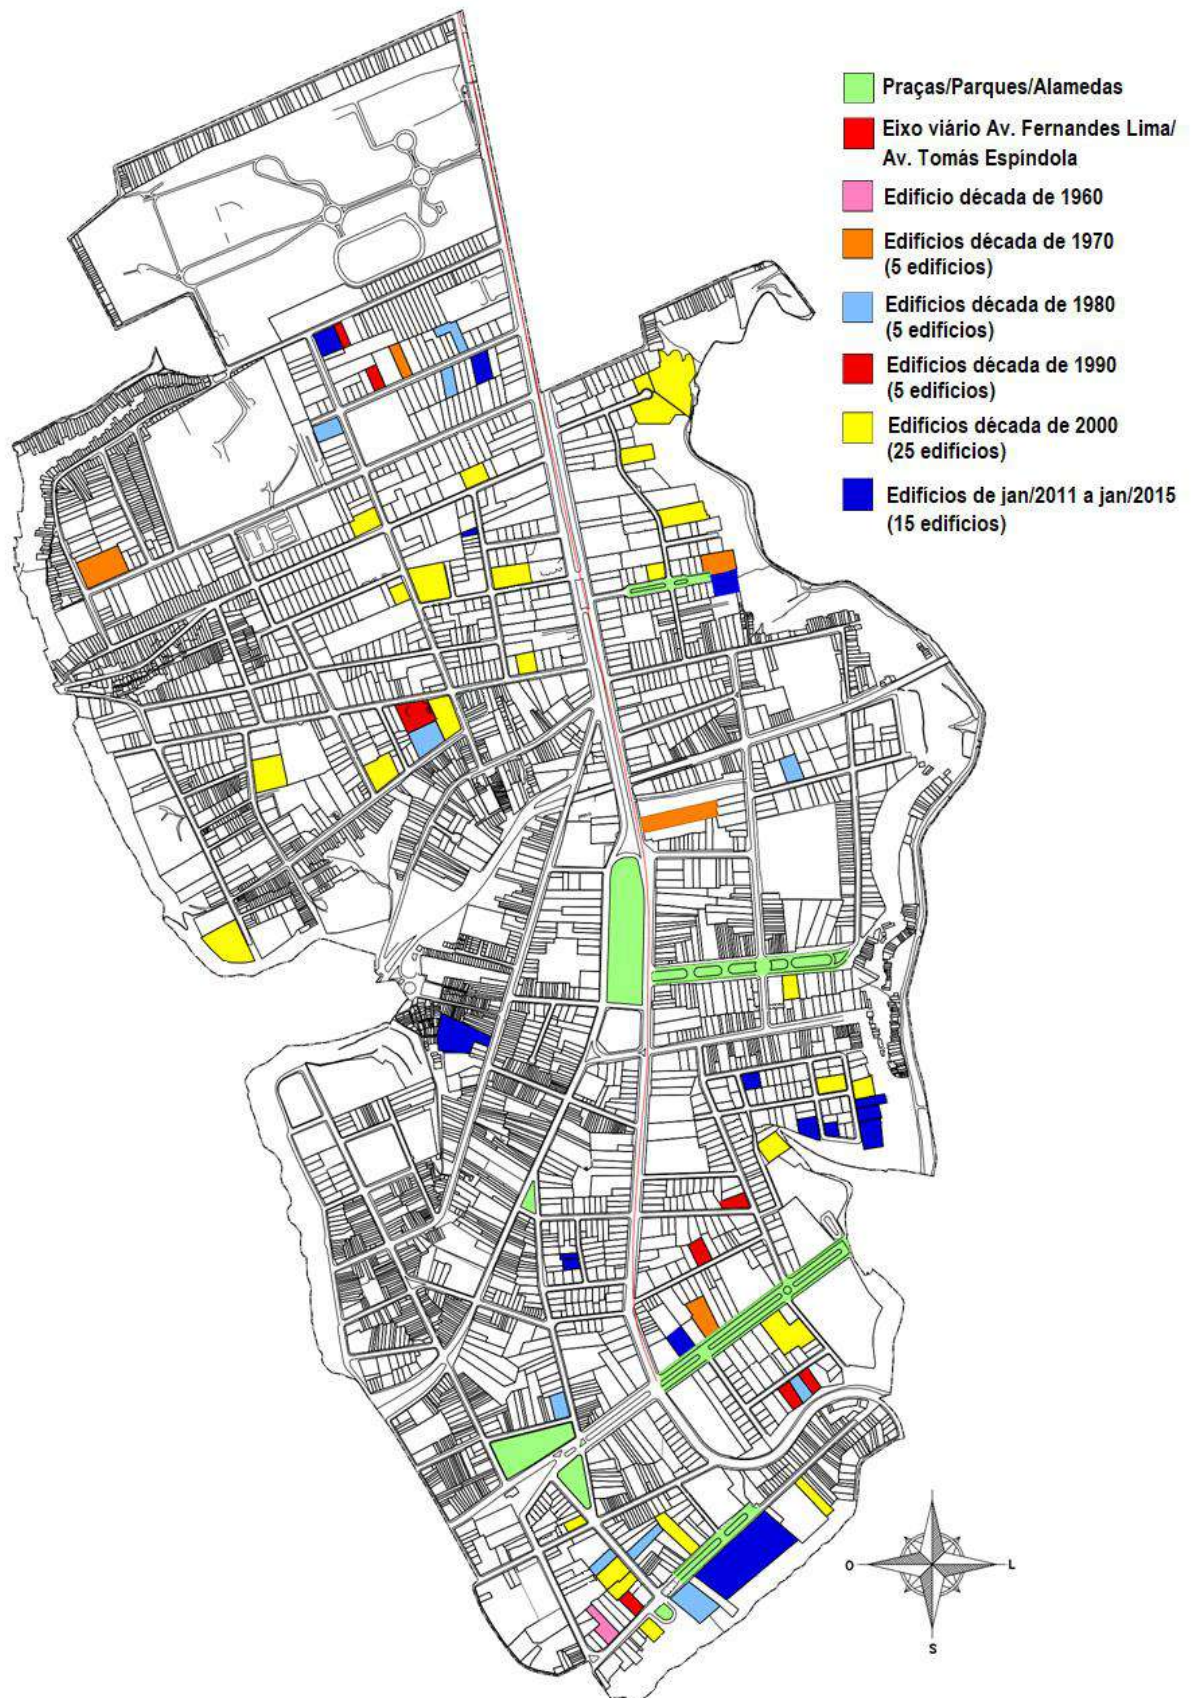 Praças/Parques/Alamedas
Eixo viário Av. Fernandes Lima/
Av. Tomás Espíndola
Edifício década de 1960
Edifícios década de 1970
(5 edifícios)
Edifícios década de 1980
(5 edifícios)
Edifícios década de 1990
(5 edifícios)
Edifícios década de 2000
(25 edifícios)
Edifícios de jan/2011 a jan/2015
(15 edifícios)
O
L
S